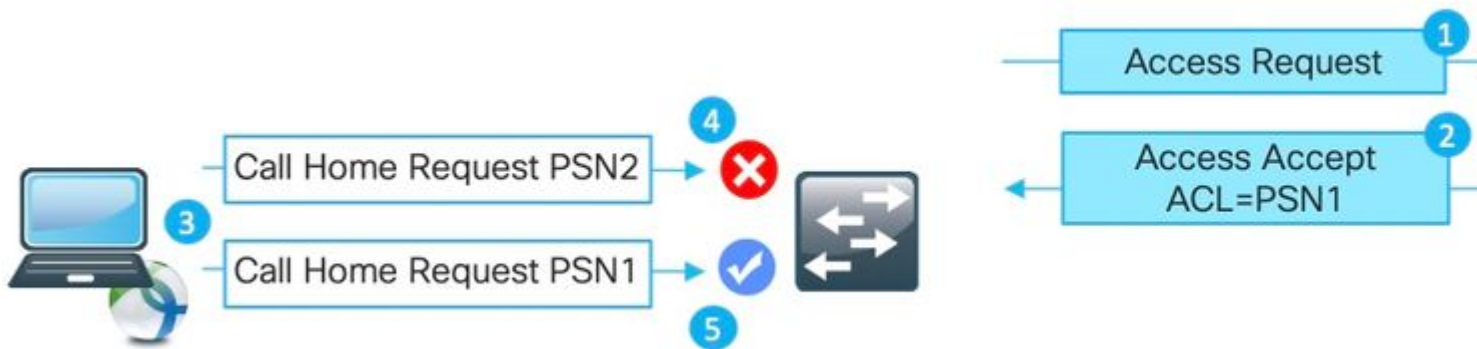 1
Access Request
2
Access Accept
ACL=PSN1
3
4
Call Home Request PSN2
Call Home Request PSN1
5